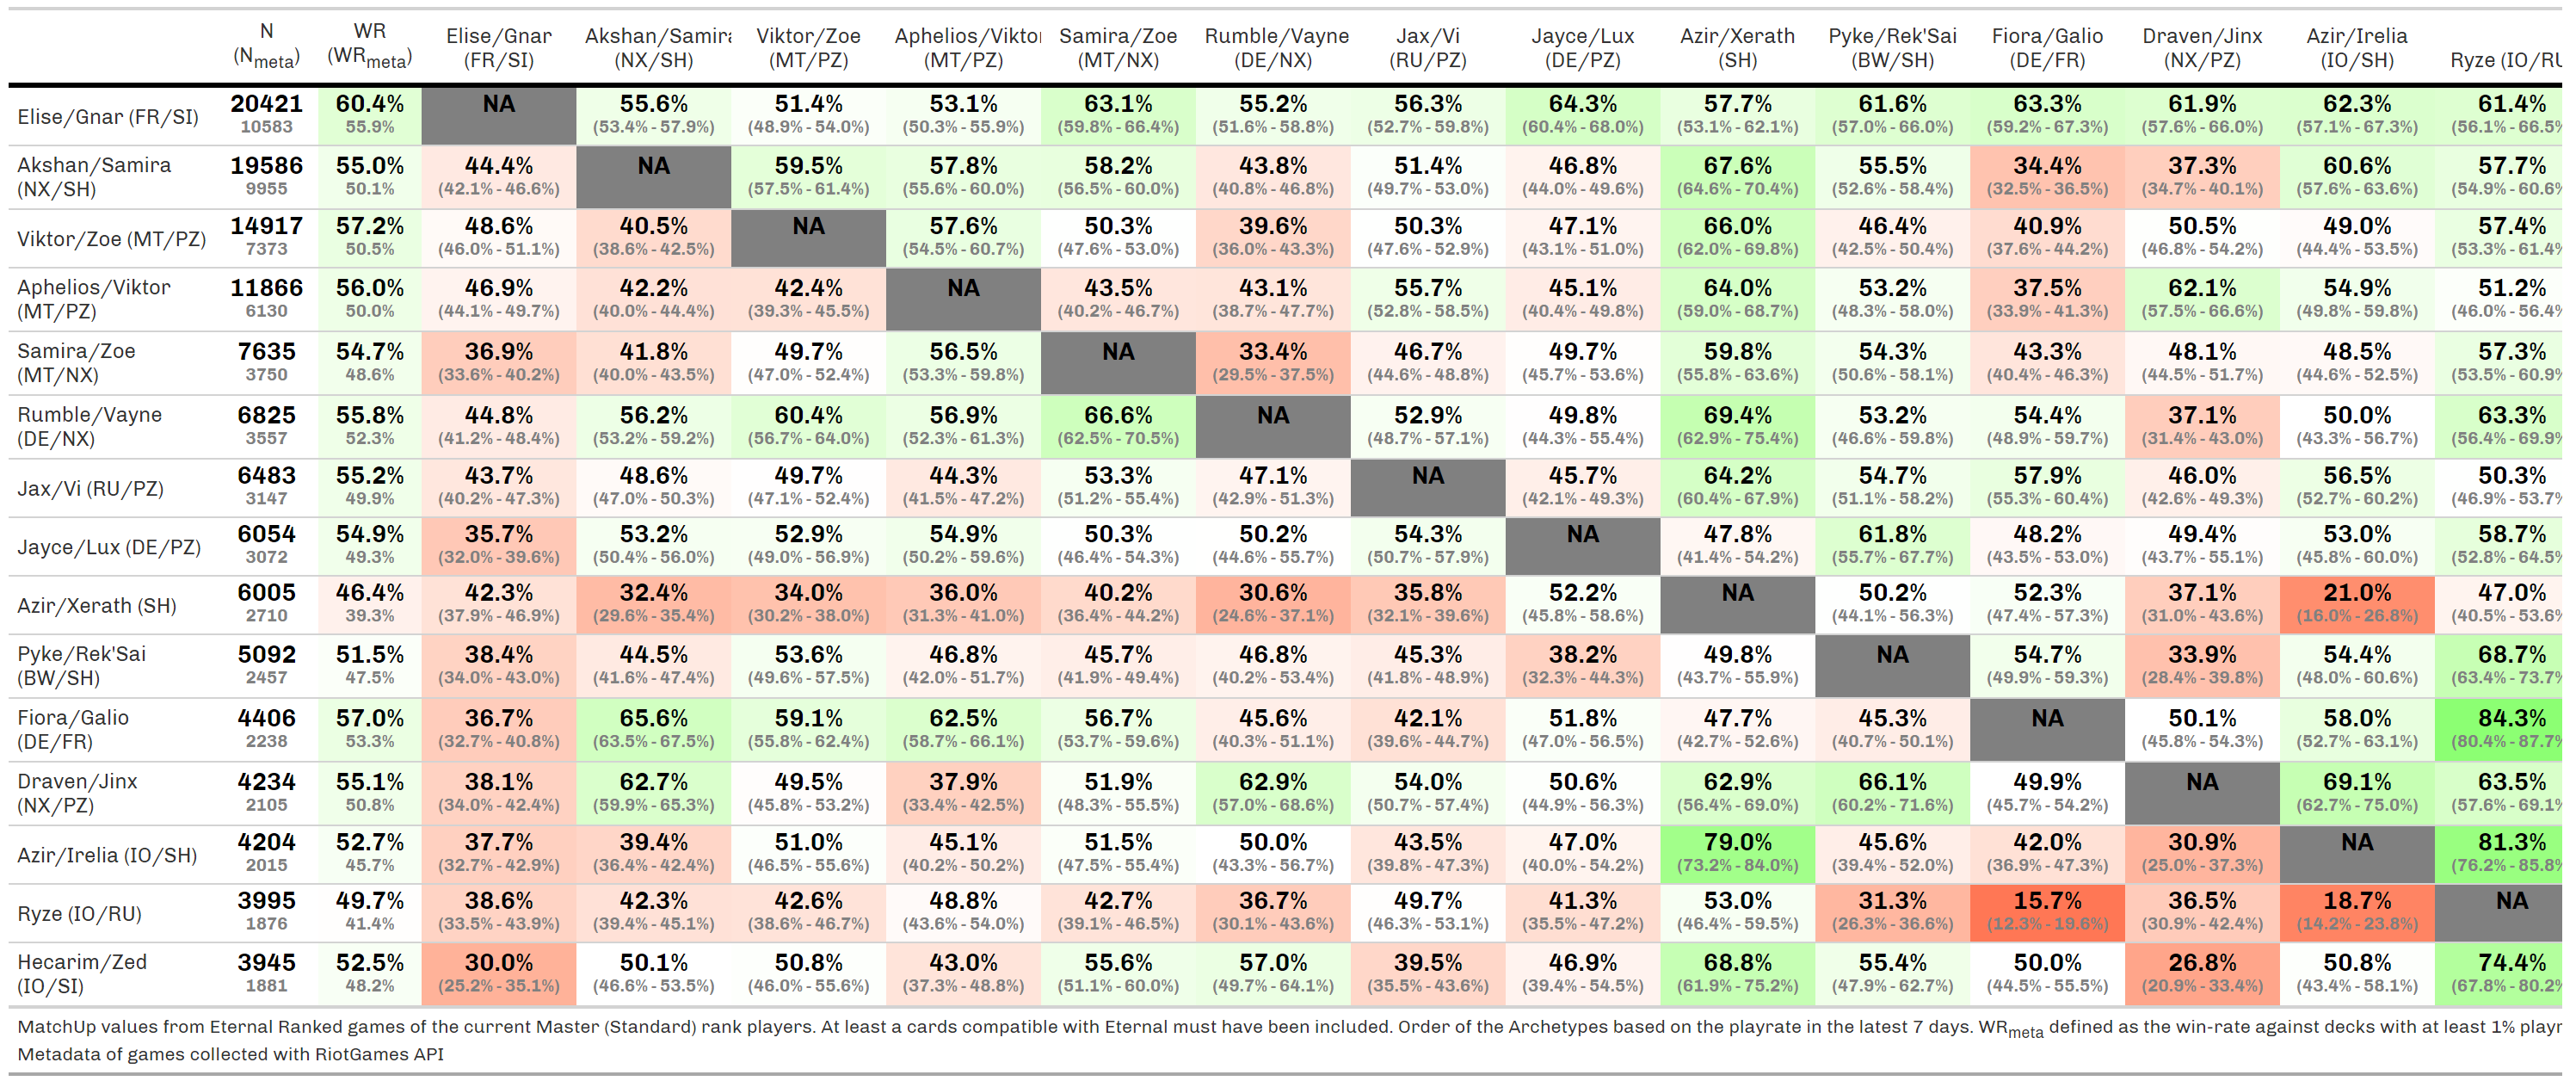 N WR Elise/Gnar Akshan/Samira Viktor/Zoe Aphelios/Viktor Samira/Zoe Rumble/Vayne Jax/Vi Jayce/Lux Azir/Xerath Pyke/Rek'Sai Fiora/Galio Draven/Jinx Azir/Irelia
(Nmeta) (WRmeta) (FR/SI) (NX/SH) (MT/PZ) (MT/PZ) (MT/NX) (DE/NX) (RU/PZ) (DE/PZ) (SH) (BW/SH) (DE/FR) (NX/PZ) (IO/SH) Ryze (IO/RU
Elise/Gnar (FR/SI) 20421 60.4% NA 55.6% 51.4% 53.1% 63.1% 55.2% 56.3% 64.3% 57.7% 61.6% 63.3% 61.9% 62.3% 61.4%
10583 55.9% (53.4% - 57.9%) (48.9% - 54.0%) (50.3% - 55.9%) (59.8% - 66.4%) (51.6% - 58.8%) (52.7% - 59.8%) (60.4% - 68.0%) (53.1% - 62.1%) (57.0% - 66.0%) (59.2% - 67.3%) (57.6% - 66.0%) (57.1% - 67.3%) (56.1% - 66.5%
Akshan/Samira 19586 55.0% 44.4% NA 59.5% 57.8% 58.2% 43.8% 51.4% 46.8% 67.6% 55.5% 34.4% 37.3% 60.6% 57.7%
(NX/SH) 9955 50.1% (42.1% - 46.6%) (57.5% - 61.4%) (55.6% - 60.0%) (56.5% - 60.0%) (40.8% - 46.8%) (49.7% - 53.0%) (44.0% - 49.6%) (64.6% - 70.4%) (52.6% - 58.4%) (32.5% - 36.5%) (34.7% - 40.1%) (57.6% - 63.6%) (54.9% - 60.6%
Viktor/Zoe (MT/PZ) 14917 57.2% 48.6% 40.5% NA 57.6% 50.3% 39.6% 50.3% 47.1% 66.0% 46.4% 40.9% 50.5% 49.0% 57.4%
7373 50.5% (46.0% - 51.1%) (38.6% - 42.5%) (54.5% - 60.7%) (47.6% - 53.0%) (36.0% - 43.3%) (47.6% - 52.9%) (43.1% - 51.0%) (62.0% - 69.8%) (42.5% - 50.4%) (37.6% - 44.2%) (46.8% - 54.2%) (44.4% - 53.5%) (53.3% - 61.4%
Aphelios/Viktor 11866 56.0% 46.9% 42.2% 42.4% NA 43.5% 43.1% 55.7% 45.1% 64.0% 53.2% 37.5% 62.1% 54.9% 51.2%
(MT/PZ) 6130 50.0% (44.1% - 49.7%) (40.0% - 44.4%) (39.3% - 45.5%) (40.2% - 46.7%) (38.7% - 47.7%) (52.8% - 58.5%) (40.4% - 49.8%) (59.0% - 68.7%) (48.3% - 58.0%) (33.9% - 41.3%) (57.5% - 66.6%) (49.8% - 59.8%) (46.0% - 56.4%
Samira/Zoe 7635 54.7% 36.9% 41.8% 49.7% 56.5% NA 33.4% 46.7% 49.7% 59.8% 54.3% 43.3% 48.1% 48.5% 57.3%
(MT/NX) 3750 48.6% (33.6% - 40.2%) (40.0% - 43.5%) (47.0% - 52.4%) (53.3% - 59.8%) (29.5% - 37.5%) (44.6% - 48.8%) (45.7% - 53.6%) (55.8% - 63.6%) (50.6% - 58.1%) (40.4% - 46.3%) (44.5% - 51.7%) (44.6% - 52.5%) (53.5% - 60.9%
Rumble/Vayne 6825 55.8% 44.8% 56.2% 60.4% 56.9% 66.6% NA 52.9% 49.8% 69.4% 53.2% 54.4% 37.1% 50.0% 63.3%
(DE/NX) 3557 52.3% (41.2% - 48.4%) (53.2% - 59.2%) (56.7% - 64.0%) (52.3% - 61.3%) (62.5% - 70.5%) (48.7% - 57.1%) (44.3% - 55.4%) (62.9% - 75.4%) (46.6% - 59.8%) (48.9% - 59.7%) (31.4% - 43.0%) (43.3% - 56.7%) (56.4% - 69.9%
Jax/Vi (RU/PZ) 6483 55.2% 43.7% 48.6% 49.7% 44.3% 53.3% 47.1% NA 45.7% 64.2% 54.7% 57.9% 46.0% 56.5% 50.3%
3147 49.9% (40.2% - 47.3%) (47.0% - 50.3%) (47.1% - 52.4%) (41.5% - 47.2%) (51.2% - 55.4%) (42.9% - 51.3%) (42.1% - 49.3%) (60.4% - 67.9%) (51.1% - 58.2%) (55.3% - 60.4%) (42.6% - 49.3%) (52.7% - 60.2%) (46.9% - 53.7%
Jayce/Lux (DE/PZ) 6054 54.9% 35.7% 53.2% 52.9% 54.9% 50.3% 50.2% 54.3% NA 47.8% 61.8% 48.2% 49.4% 53.0% 58.7%
3072 49.3% (32.0% - 39.6%) (50.4% - 56.0%) (49.0% - 56.9%) (50.2% - 59.6%) (46.4% - 54.3%) (44.6% - 55.7%) (50.7% - 57.9%) (41.4% - 54.2%) (55.7% - 67.7%) (43.5% - 53.0%) (43.7% - 55.1%) (45.8% - 60.0%) (52.8% - 64.5%
Azir/Xerath (SH) 6005 46.4% 42.3% 32.4% 34.0% 36.0% 40.2% 30.6% 35.8% 52.2% NA 50.2% 52.3% 37.1% 21.0% 47.0%
2710 39.3% (37.9% - 46.9%) (29.6% - 35.4%) (30.2% - 38.0%) (31.3% - 41.0%) (36.4% - 44.2%) (24.6% - 37.1%) (32.1% - 39.6%) (45.8% - 58.6%) (44.1% - 56.3%) (47.4% - 57.3%) (31.0% - 43.6%) (16.0% - 26.8%) (40.5% - 53.6%
Pyke/Rek'Sai 5092 51.5% 38.4% 44.5% 53.6% 46.8% 45.7% 46.8% 45.3% 38.2% 49.8% NA 54.7% 33.9% 54.4% 68.7%
(BW/SH) 2457 47.5% (34.0% - 43.0%) (41.6% - 47.4%) (49.6% - 57.5%) (42.0% - 51.7%) (41.9% - 49.4%) (40.2% - 53.4%) (41.8% - 48.9%) (32.3% - 44.3%) (43.7% - 55.9%) (49.9% - 59.3%) (28.4% - 39.8%) (48.0% - 60.6%) (63.4% - 73.7%
Fiora/Galio 4406 57.0% 36.7% 65.6% 59.1% 62.5% 56.7% 45.6% 42.1% 51.8% 47.7% 45.3% NA 50.1% 58.0% 84.3%
(DE/FR) 2238 53.3% (32.7% - 40.8%) (63.5% - 67.5%) (55.8% - 62.4%) (58.7% - 66.1%) (53.7% - 59.6%) (40.3% - 51.1%) (39.6% - 44.7%) (47.0% - 56.5%) (42.7% - 52.6%) (40.7% - 50.1%) (45.8% - 54.3%) (52.7% - 63.1%) (80.4% - 87.7%
Draven/Jinx 4234 55.1% 38.1% 62.7% 49.5% 37.9% 51.9% 62.9% 54.0% 50.6% 62.9% 66.1% 49.9% NA 69.1% 63.5%
(NX/PZ) 2105 50.8% (34.0% - 42.4%) (59.9% - 65.3%) (45.8% - 53.2%) (33.4% - 42.5%) (48.3% - 55.5%) (57.0% - 68.6%) (50.7% - 57.4%) (44.9% - 56.3%) (56.4% - 69.0%) (60.2% - 71.6%) (45.7% - 54.2%) (62.7% - 75.0%) (57.6% - 69.1%
Azir/Irelia (IO/SH) 4204 52.7% 37.7% 39.4% 51.0% 45.1% 51.5% 50.0% 43.5% 47.0% 79.0% 45.6% 42.0% 30.9% NA 81.3%
2015 45.7% (32.7% - 42.9%) (36.4% - 42.4%) (46.5% - 55.6%) (40.2% - 50.2%) (47.5% - 55.4%) (43.3% - 56.7%) (39.8% - 47.3%) (40.0% - 54.2%) (73.2% - 84.0%) (39.4% - 52.0%) (36.9% - 47.3%) (25.0% - 37.3%) (76.2% - 85.8%
Ryze (IO/RU) 3995 49.7% 38.6% 42.3% 42.6% 48.8% 42.7% 36.7% 49.7% 41.3% 53.0% 31.3% 15.7% 36.5% 18.7% NA
1876 41.4% (33.5% - 43.9%) (39.4% - 45.1%) (38.6% - 46.7%) (43.6% - 54.0%) (39.1% - 46.5%) (30.1% - 43.6%) (46.3% - 53.1%) (35.5% - 47.2%) (46.4% - 59.5%) (26.3% - 36.6%) (12.3% - 19.6%) (30.9% - 42.4%) (14.2% - 23.8%)
Hecarim/Zed 3945 52.5% 30.0% 50.1% 50.8% 43.0% 55.6% 57.0% 39.5% 46.9% 68.8% 55.4% 50.0% 26.8% 50.8% 74.4%
(IO/SI) 1881 48.2% (25.2% - 35.1%) (46.6% - 53.5%) (46.0% - 55.6%) (37.3% - 48.8%) (51.1% - 60.0%) (49.7% - 64.1%) (35.5% - 43.6%) (39.4% - 54.5%) (61.9% - 75.2%) (47.9% - 62.7%) (44.5% - 55.5%) (20.9% - 33.4%) (43.4% - 58.1%) (67.8% - 80.2%
MatchUp values from Eternal Ranked games of the current Master (Standard) rank players. At least a cards compatible with Eternal must have been included. Order of the Archetypes based on the playrate in the latest 7 days. WRmeta defined as the win-rate against decks with at least 1%
Metadata of games collected with RiotGames API